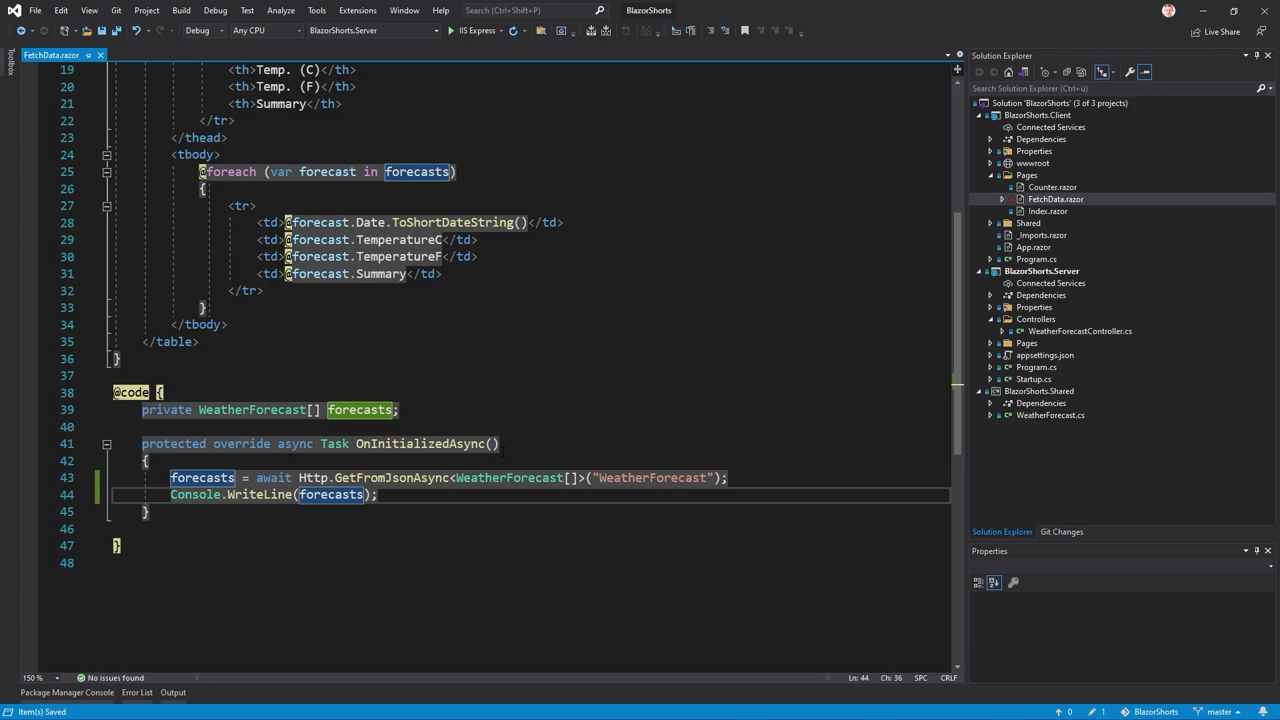 File Edit View Git Project Build Debug Test Analyze Tools Extensions Window Help Search (Ctrl+Q) BlazorShorts
Debug Any CPU BlazorShorts.Server IIS Express Live Share
FetchData.razor
Toolbox
19 <th>Temp. (C)</th>
20 <th>Temp. (F)</th>
21 <th>Summary</th>
22 </tr>
23 </thead>
24 <tbody>
25 @foreach (var forecast in forecasts)
26 {
27 <tr>
28 <td>@forecast.Date.ToShortDateString()</td>
29 <td>@forecast.TemperatureC</td>
30 <td>@forecast.TemperatureF</td>
31 <td>@forecast.Summary</td>
32 </tr>
33 }
34 </tbody>
35 </table>
36 }
37
38 @code {
39 private WeatherForecast[] forecasts;
40
41 protected override async Task OnInitializedAsync()
42 {
43 forecasts = await Http.GetFromJsonAsync<WeatherForecast[]>("WeatherForecast");
44 Console.WriteLine(forecasts);
45 }
46
47 }
48
150 % No issues found Ln: 44 Ch: 36 SPC CRLF
Package Manager Console Error List Output
Item(s) Saved 0 1 BlazorShorts master
Solution Explorer
Search Solution Explorer (Ctrl+ü)
Solution 'BlazorShorts' (3 of 3 projects)
BlazorShorts.Client
Connected Services
Dependencies
Properties
wwwroot
Pages
Counter.razor
FetchData.razor
Index.razor
Shared
_Imports.razor
App.razor
Program.cs
BlazorShorts.Server
Connected Services
Dependencies
Properties
Controllers
WeatherForecastController.cs
Pages
appsettings.json
Program.cs
Startup.cs
BlazorShorts.Shared
Dependencies
WeatherForecast.cs
Solution Explorer Git Changes
Properties